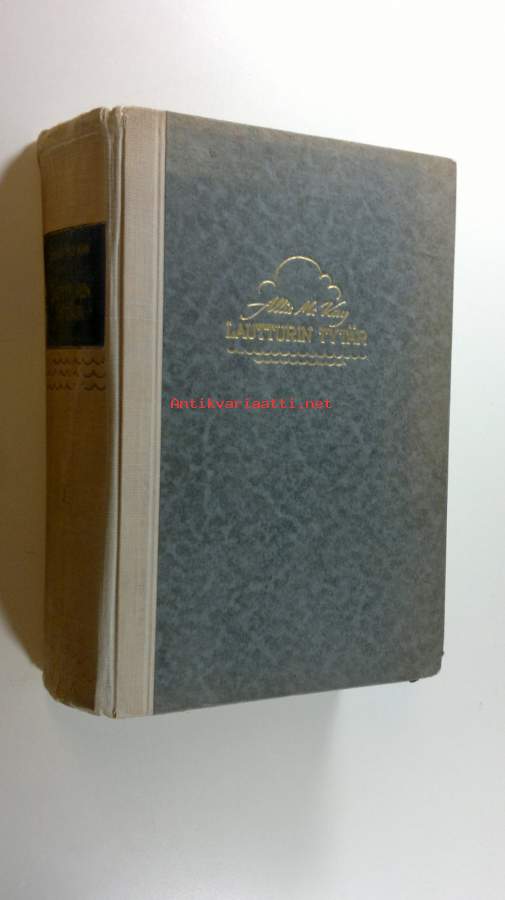 Allis McKay
LAUTTURIN TYTÄR
Antikvariaatti.net